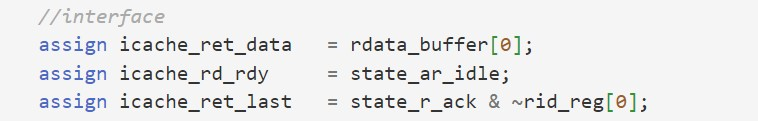 //interface
assign icache_ret_data = rdata_buffer[0];
assign icache_rd_rdy = state_ar_idle;
assign icache_ret_last = state_r_ack & ~rid_reg[0];